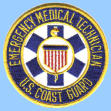 EMERGENCY MEDICAL TECHNICIAN
U.S. COAST GUARD